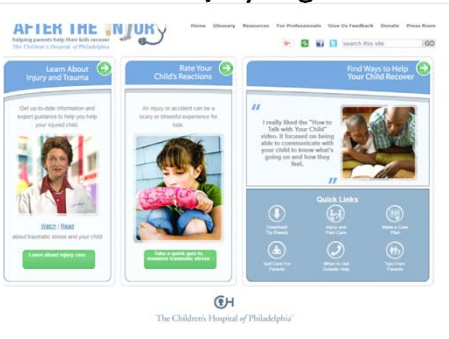 AFTER THE INJURY
helping parents help their kids recover
The Children's Hospital of Philadelphia
Home Glossary Resources For Professionals Give Us Feedback Donate Press Room
search this site GO
Learn About
Injury and Trauma
Get up-to-date information and
expert guidance to help you help
your injured child.
Watch | Read
about traumatic stress and your child
Learn about injury care
Rate Your
Child's Reactions
An injury or accident can be a
scary or stressful experience for
kids.
Take a quick quiz to
measure traumatic stress.
Find Ways to Help
Your Child Recover
"
I really liked the "How to
Talk with Your Child"
video. It focused on being
able to communicate with
your child to know what's
going on and how they
feel.
"
Quick Links
Download
Tip Sheets
Injury and
Pain Care
Make a Care
Plan
Self Care For
Parents
When to Get
Outside Help
Tips From
Parents
The Children's Hospital of Philadelphia